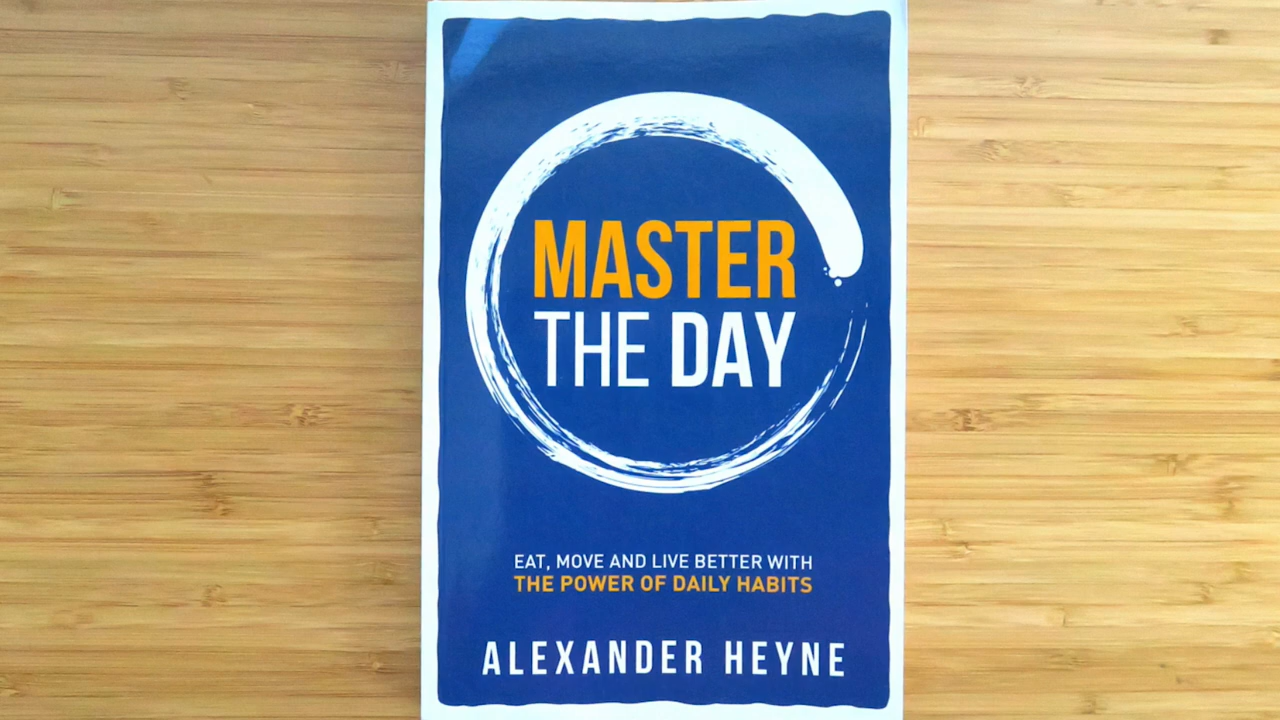 MASTER
THE DAY
EAT, MOVE AND LIVE BETTER WITH
THE POWER OF DAILY HABITS
ALEXANDER HEYNE